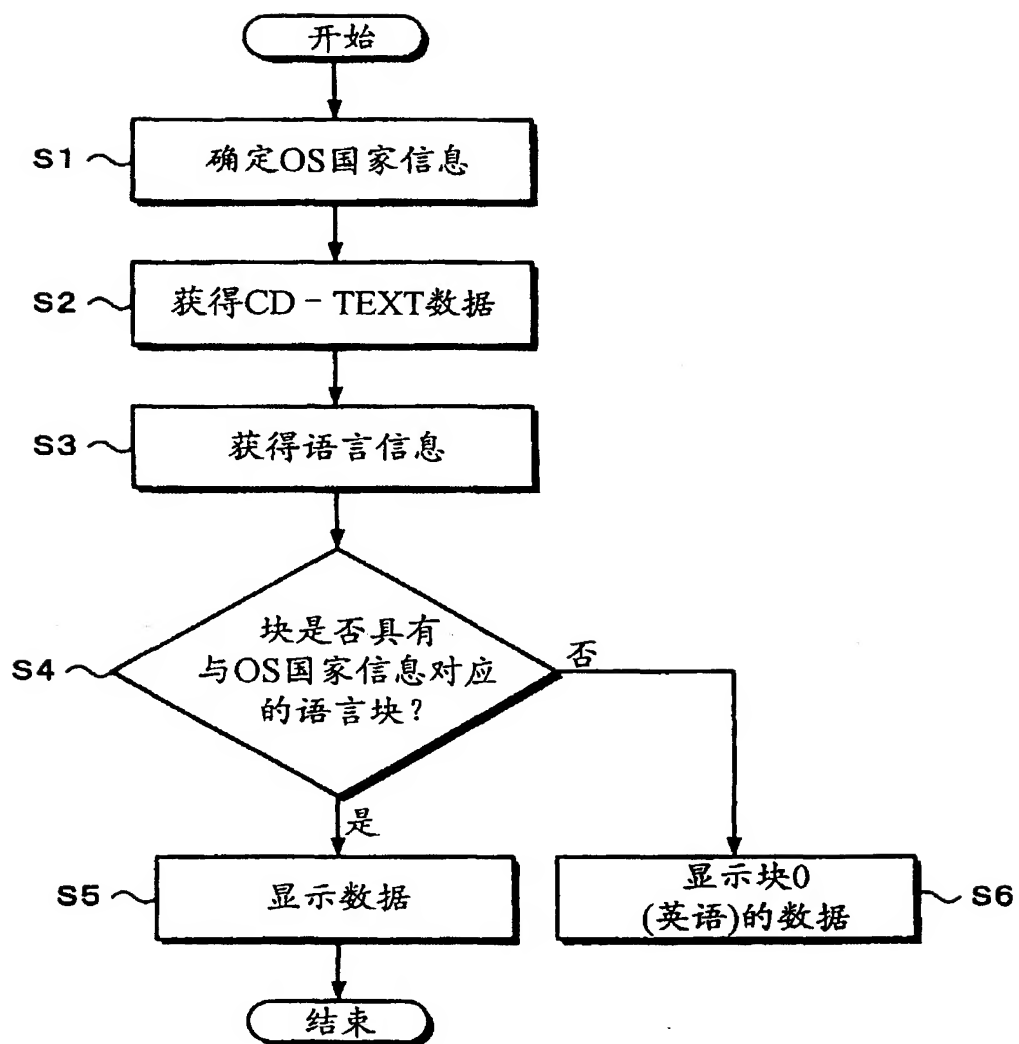 开始
S1
确定OS国家信息
S2
获得CD-TEXT数据
S3
获得语言信息
S4
块是否具有
与OS国家信息对应
的语言块？
否
是
S5
显示数据
显示块0
(英语)的数据
S6
结束